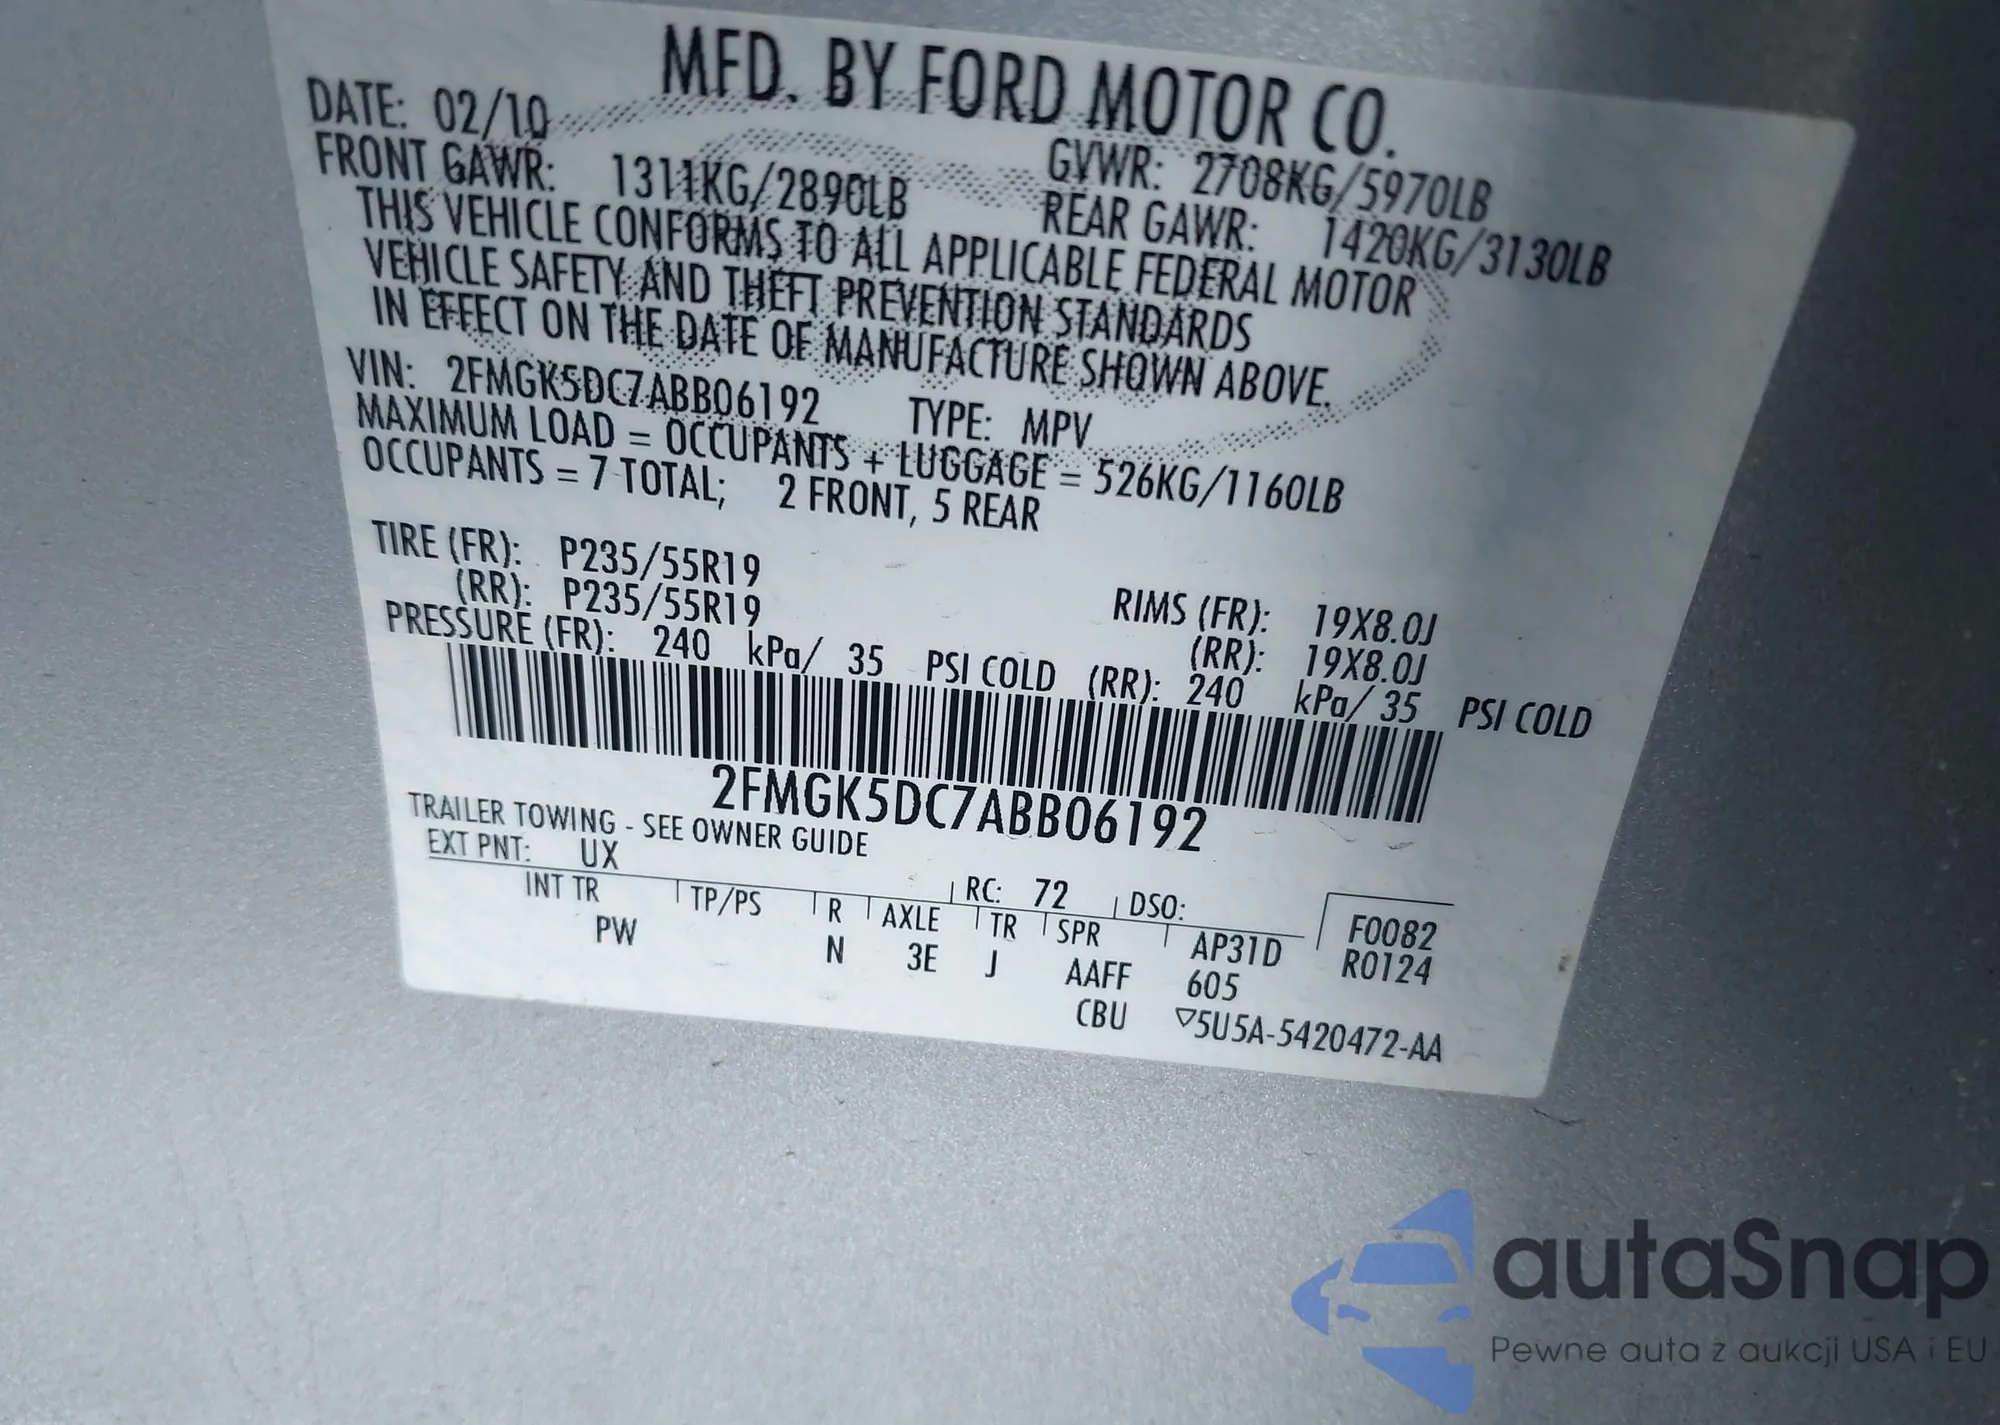 MFD. BY FORD MOTOR CO.
DATE: 02/10 GVWR: 2708KG/5970LB
FRONT GAWR: 1311KG/2890LB REAR GAWR: 1420KG/3130LB
THIS VEHICLE CONFORMS TO ALL APPLICABLE FEDERAL MOTOR
VEHICLE SAFETY AND THEFT PREVENTION STANDARDS
IN EFFECT ON THE DATE OF MANUFACTURE SHOWN ABOVE.
VIN: 2FMGK5DC7ABB06192 TYPE: MPV
MAXIMUM LOAD = OCCUPANTS + LUGGAGE = 526KG/1160LB
OCCUPANTS = 7 TOTAL; 2 FRONT, 5 REAR
TIRE (FR): P235/55R19 RIMS (FR): 19X8.0J
(RR): P235/55R19 (RR): 19X8.0J
PRESSURE (FR): 240 kPa/ 35 PSI COLD (RR): 240 kPa/ 35 PSI COLD
2FMGK5DC7ABB06192
TRAILER TOWING - SEE OWNER GUIDE
EXT PNT: UX RC: 72 DSO:
INT TR TP/PS R AXLE TR SPR AP31D F0082
PW N 3E J AAFF 605 R0124
CBU ▽5U5A-5420472-AA
autaSnap
Pewne auta z aukcji USA i EU